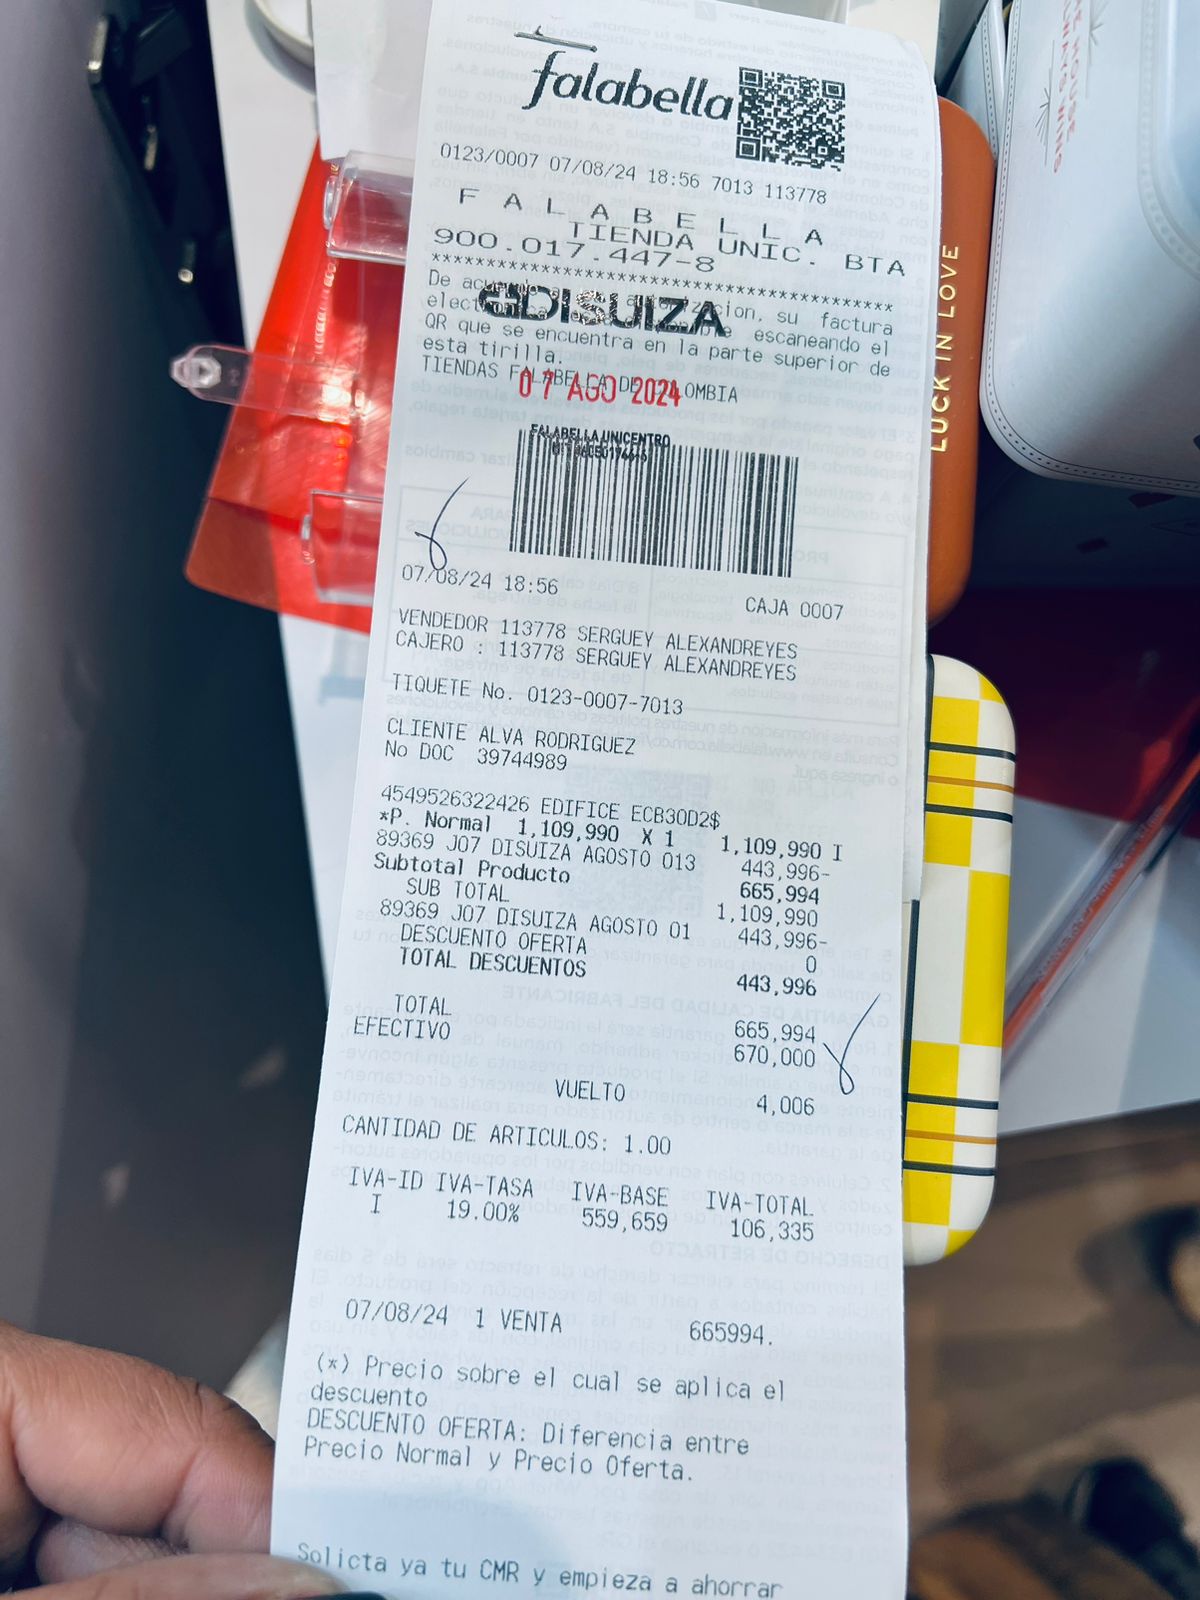 falabella
0123/0007 07/08/24 18:56 7013 113778
F A L A B E L L A
TIENDA UNIC. BTA
900.017.447-8
******************************************
De acuerdo a ización, su factura
DISUIZA
escaneando el
QR que se encuentra en la parte superior de
esta tirilla.
TIENDAS FALABELLA DE COLOMBIA
07 AGO 2024
FALABELLA UNICENTRO
07/08/24 18:56
CAJA 0007
VENDEDOR 113778 SERGUEY ALEXANDREYES
CAJERO : 113778 SERGUEY ALEXANDREYES
TIQUETE No. 0123-0007-7013
CLIENTE ALVA RODRIGUEZ
No DOC 39744989
4549526322426 EDIFICE ECB30D2$
*P. Normal 1,109,990 X 1 1,109,990 I
89369 J07 DISUIZA AGOSTO 013 443,996-
Subtotal Producto 665,994
SUB TOTAL 1,109,990
89369 J07 DISUIZA AGOSTO 01 443,996-
DESCUENTO OFERTA 0
TOTAL DESCUENTOS 443,996
TOTAL 665,994
EFECTIVO 670,000
VUELTO 4,006
CANTIDAD DE ARTICULOS: 1.00
IVA-ID IVA-TASA IVA-BASE IVA-TOTAL
I 19.00% 559,659 106,335
07/08/24 1 VENTA 665994.
(*) Precio sobre el cual se aplica el
descuento
DESCUENTO OFERTA: Diferencia entre
Precio Normal y Precio Oferta.
Solicta ya tu CMR y empieza a ahorrar
LUCK IN LOVE